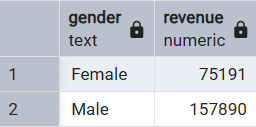 gender revenue
text numeric
1 Female 75191
2 Male 157890